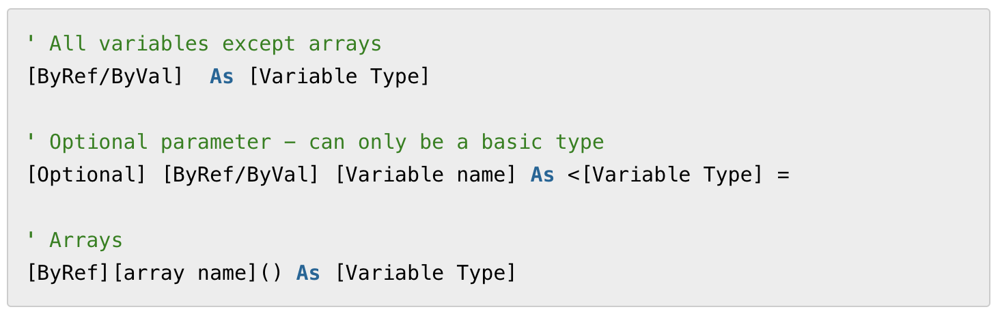 ' All variables except arrays
[ByRef/ByVal]  As [Variable Type]
' Optional parameter – can only be a basic type
[Optional] [ByRef/ByVal] [Variable name] As <[Variable Type] =
' Arrays
[ByRef][array name]() As [Variable Type]